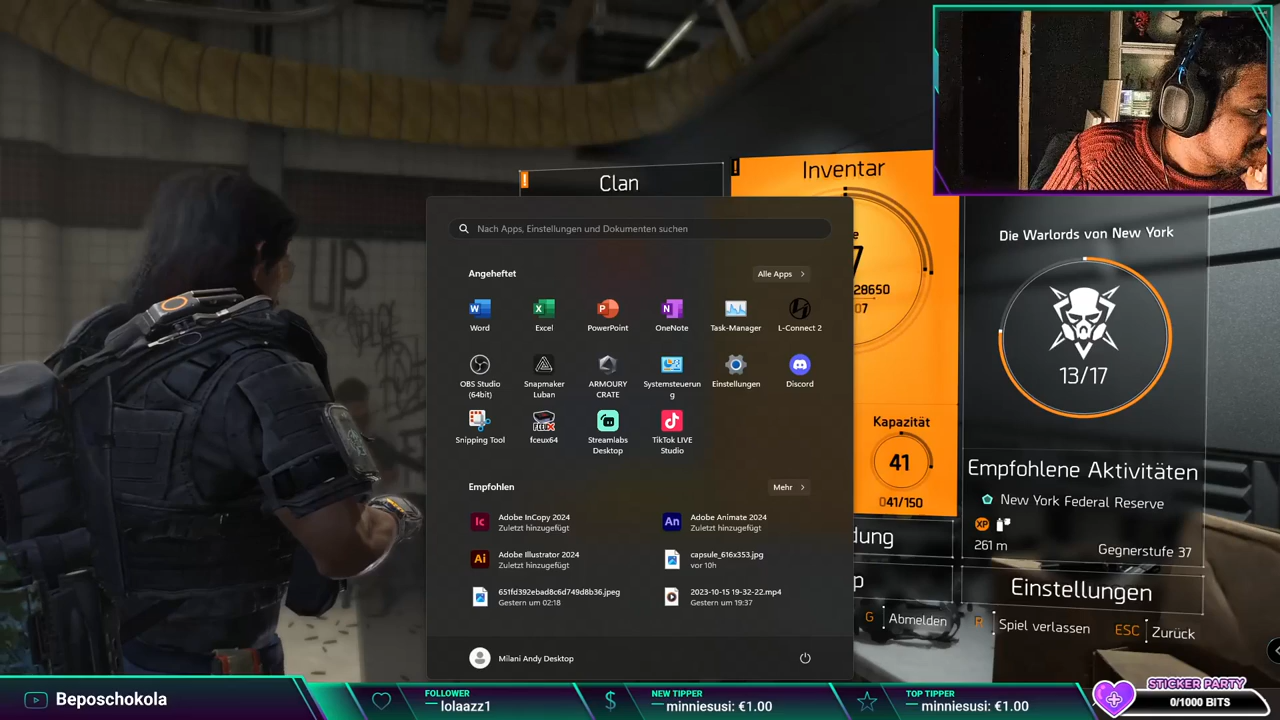 Clan
Inventar
Die Warlords von New York
Nach Apps, Einstellungen und Dokumenten suchen
Angeheftet
Alle Apps
28650
13/17
Word
Excel
PowerPoint
OneNote
Task-Manager
L-Connect 2
OBS Studio
(64bit)
Snapmaker
Luban
ARMOURY
CRATE
Systemsteuerun
g
Einstellungen
Discord
Snipping Tool
fceux64
Streamlabs
Desktop
TikTok LIVE
Studio
Kapazität
41
41/150
Empfohlene Aktivitäten
New York Federal Reserve
XP
261 m
Gegnerstufe 37
Empfohlen
Mehr
Adobe InCopy 2024
Zuletzt hinzugefügt
Adobe Animate 2024
Zuletzt hinzugefügt
Adobe Illustrator 2024
Zuletzt hinzugefügt
capsule_616x353.jpg
vor 10h
651fd392ebad8c6d749d8b36.jpeg
Gestern um 02:18
2023-10-15 19-32-22.mp4
Gestern um 19:37
dung
p
Einstellungen
G Abmelden
R Spiel verlassen
ESC Zurück
Milani Andy Desktop
UP
Beposchokola
FOLLOWER
lolaazz1
NEW TIPPER
minniesusi: €1.00
TOP TIPPER
minniesusi: €1.00
STICKER PARTY
0/1000 BITS